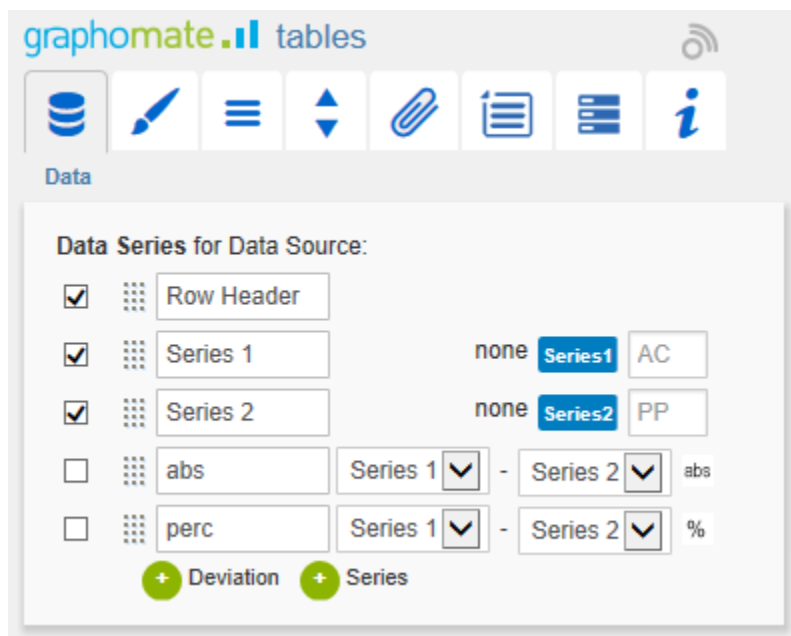 graphomate tables
Data
Data Series for Data Source:
Row Header
Series 1 none Series1 AC
Series 2 none Series2 PP
abs Series 1 - Series 2 abs
perc Series 1 - Series 2 %
+ Deviation + Series